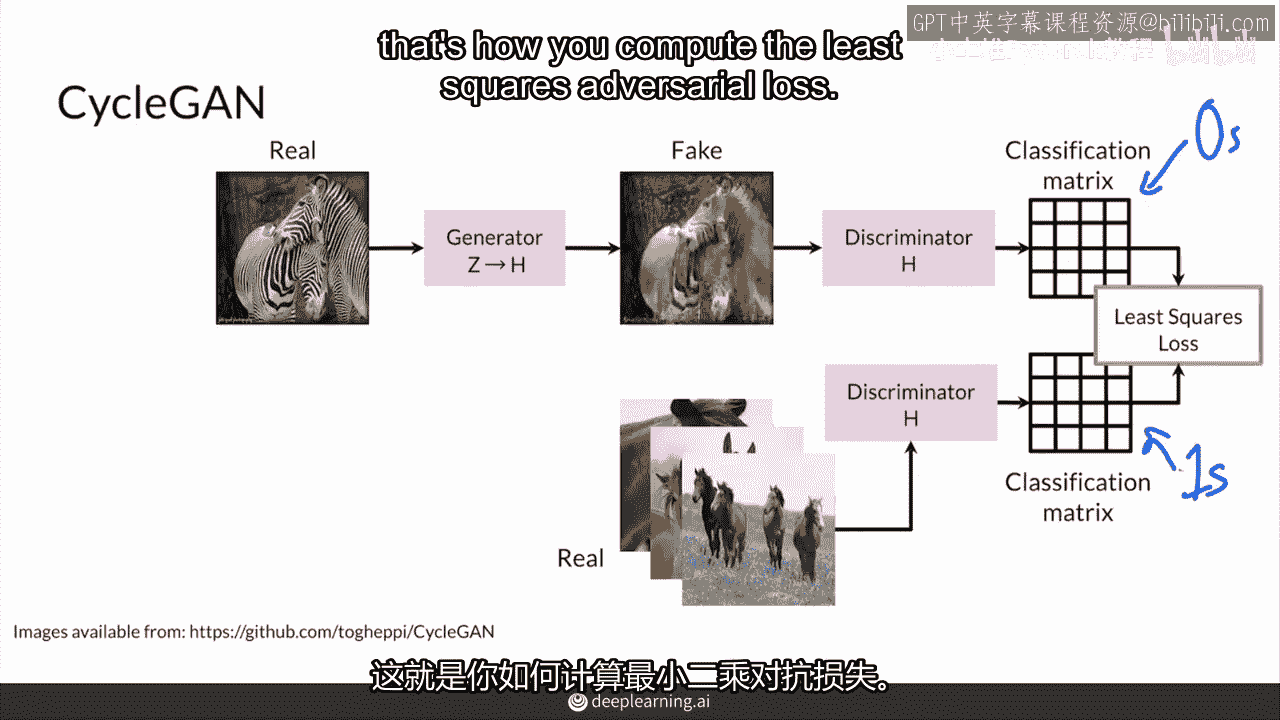 GPT中英字幕课程资源@bilibili.com
that's how you compute the least
squares adversarial loss.
CycleGAN
Real
Fake
Classification
matrix
0s
Generator
Z → H
Discriminator
H
Least Squares
Loss
Discriminator
H
1s
Classification
matrix
Real
Images available from: https://github.com/togheppi/CycleGAN
这就是你如何计算最小二乘对抗损失。
deeplearning.ai